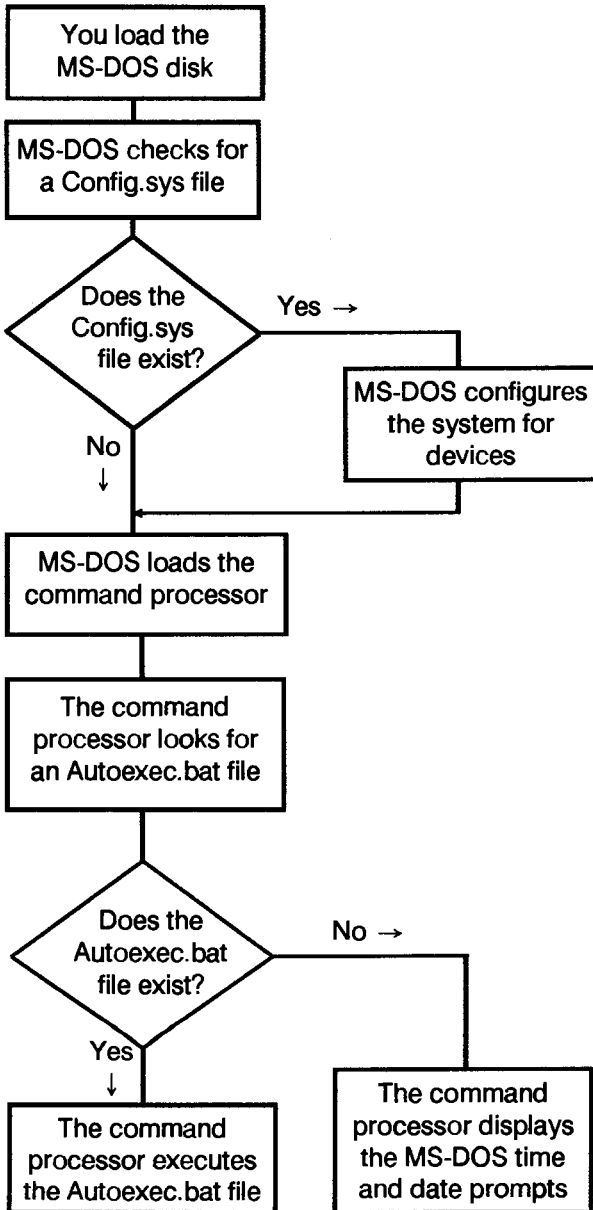 You load the
MS-DOS disk
MS-DOS checks for
a Config.sys file
Does the
Config.sys
file exist?
Yes →
MS-DOS configures
the system for
devices
No
↓
MS-DOS loads the
command processor
The command
processor looks for
an Autoexec.bat file
Does the
Autoexec.bat
file exist?
No →
Yes
↓
The command
processor executes
the Autoexec.bat file
The command
processor displays
the MS-DOS time
and date prompts